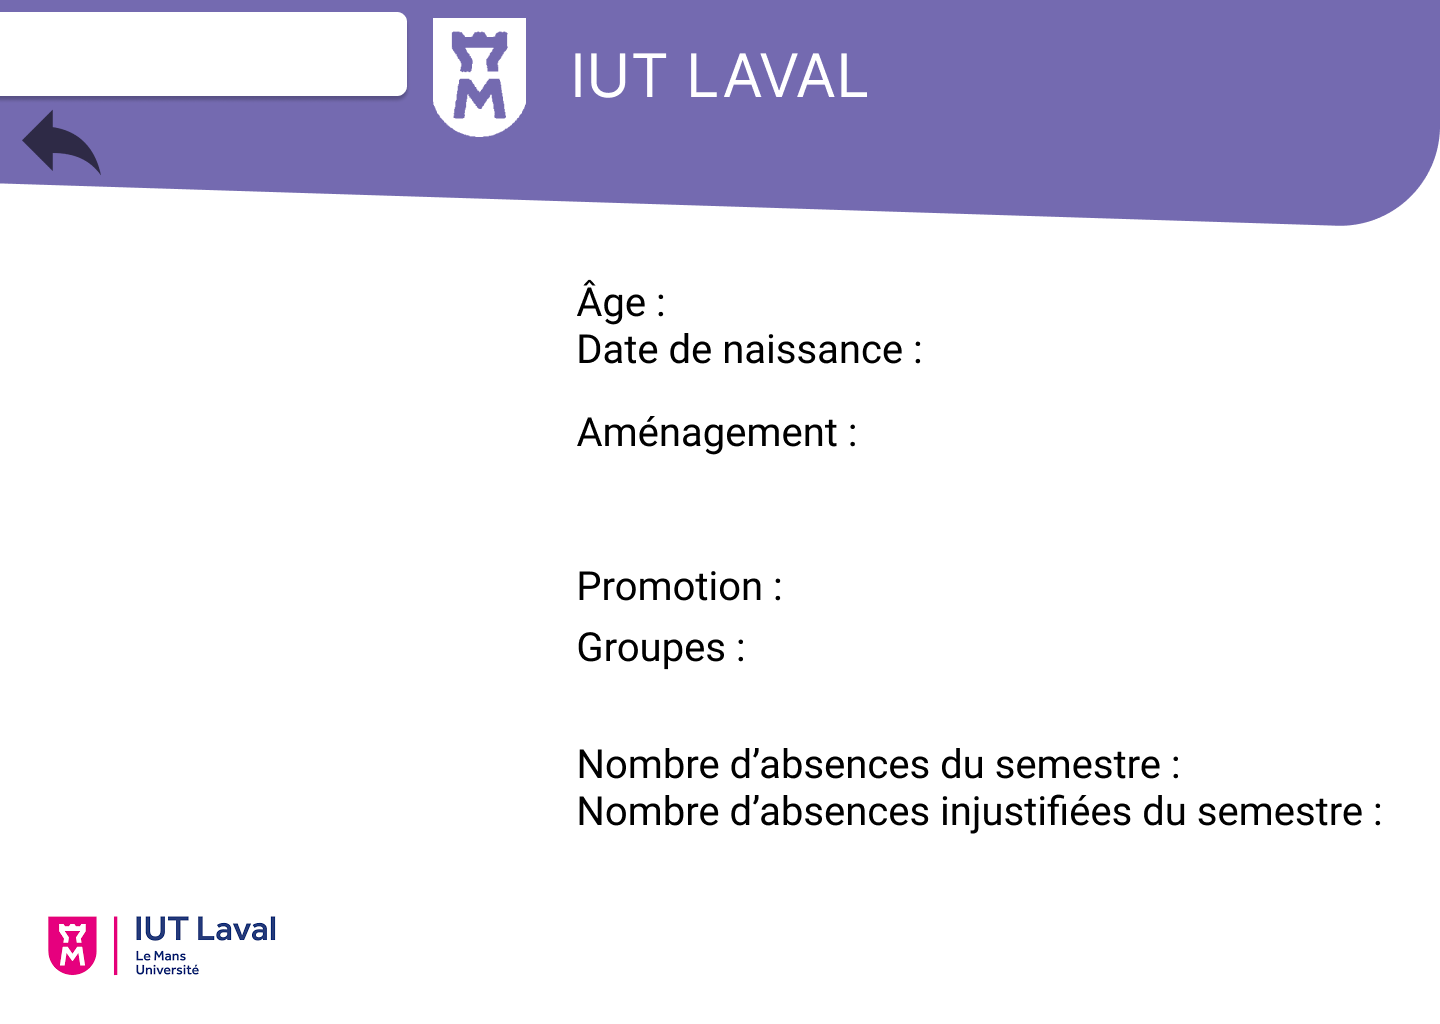 IUT LAVAL
Âge :
Date de naissance :
Aménagement :
Promotion :
Groupes :
Nombre d’absences du semestre :
Nombre d’absences injustifiées du semestre :
IUT Laval
Le Mans
Université